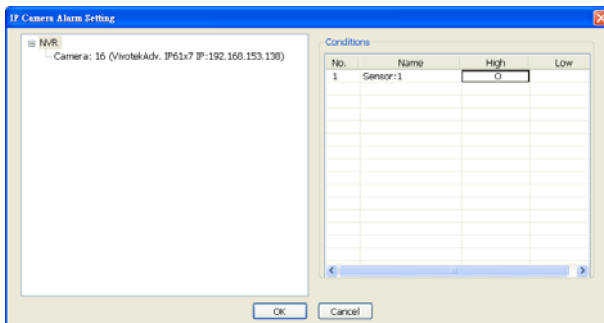 IP Camera Alarm Setting
NVR
Camera: 16 (VivotekAdv. IP61x7 IP:192.168.153.138)
Conditions
No. Name High Low
1 Sensor:1 O
OK Cancel